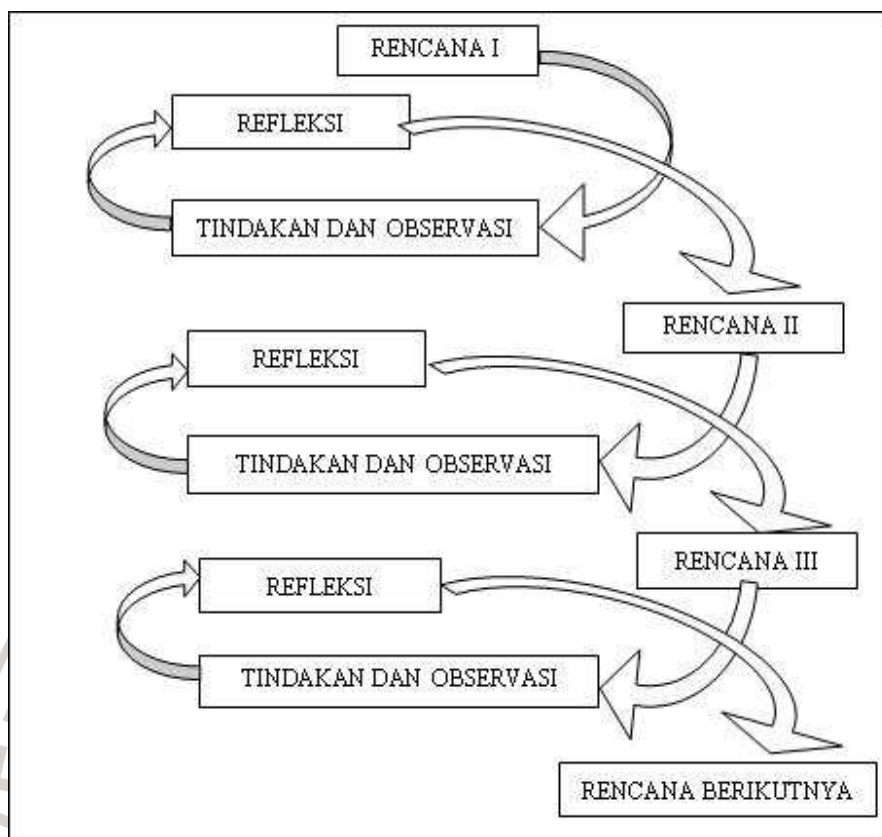 RENCANA I
REFLEKSI
TINDAKAN DAN OBSERVASI
RENCANA II
REFLEKSI
TINDAKAN DAN OBSERVASI
RENCANA III
REFLEKSI
TINDAKAN DAN OBSERVASI
RENCANA BERIKUTNYA